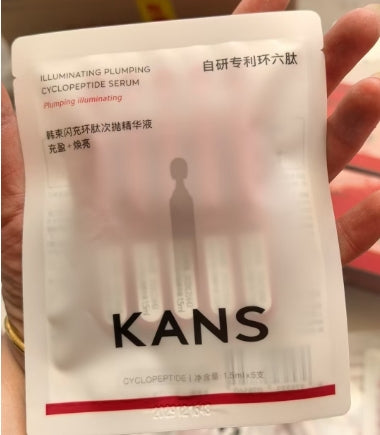 ILLUMINATING PLUMPING
CYCLOPEPTIDE SERUM
Plumping illuminating
自研专利环六肽
韩束闪充环肽次抛精华液
充盈+焕亮
KANS
CYCLOPEPTIDE | 净含量 1.5ml×5支